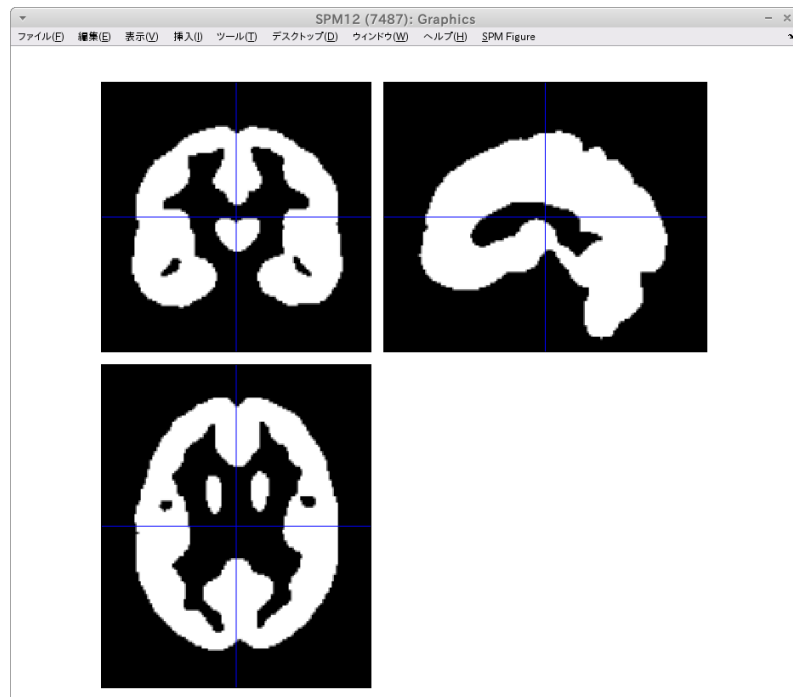 SPM12 (7487): Graphics
ファイル(F) 編集(E) 表示(V) 挿入(I) ツール(T) デスクトップ(D) ウィンドウ(W) ヘルプ(H) SPM Figure